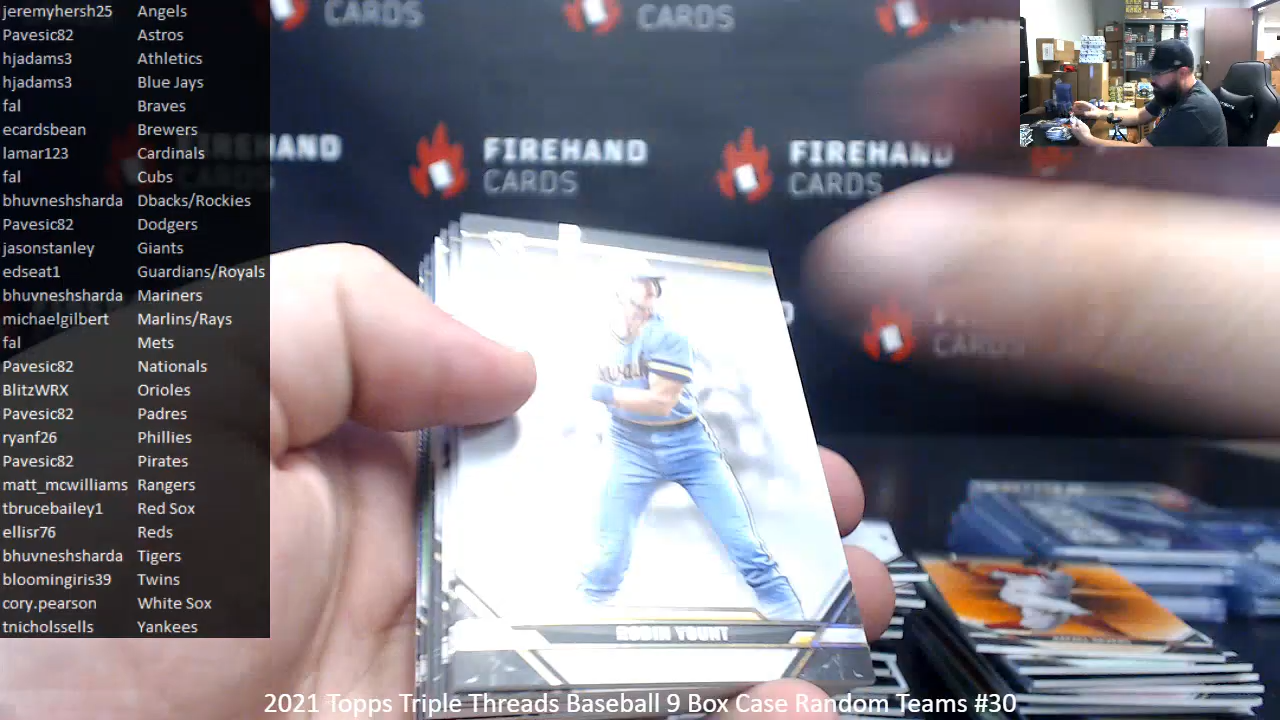 jeremyhersh25 Angels
Pavesic82 Astros
hjadams3 Athletics
hjadams3 Blue Jays
fal Braves
ecardsbean Brewers
lamar123 Cardinals
fal Cubs
bhuvneshsharda Dbacks/Rockies
Pavesic82 Dodgers
jasonstanley Giants
edseat1 Guardians/Royals
bhuvneshsharda Mariners
michaelgilbert Marlins/Rays
fal Mets
Pavesic82 Nationals
BlitzWRX Orioles
Pavesic82 Padres
ryanf26 Phillies
Pavesic82 Pirates
matt_mcwilliams Rangers
tbrucebailey1 Red Sox
ellisr76 Reds
bhuvneshsharda Tigers
bloomingiris39 Twins
cory.pearson White Sox
tnicholssells Yankees
CARDS
CARDS
HAND
FIREHAND
CARDS
FIREHAND
CARDS
CARDS
ROBIN YOUNT
2021 Topps Triple Threads Baseball 9 Box Case Random Teams #30